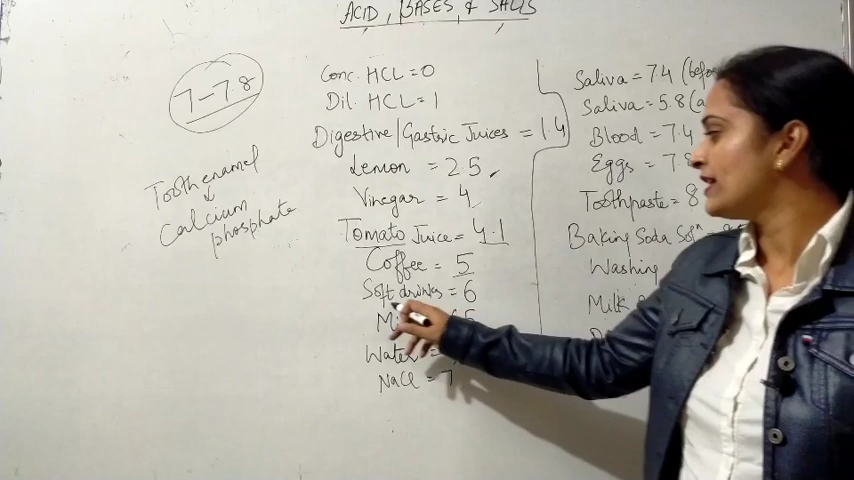 ACID, BASES & SALTS
7-7.8
Tooth enamel
↓
Calcium
phosphate
Conc. HCL = 0
Dil. HCL = 1
Digestive/Gastric Juices = 1.4
Lemon = 2.5
Vinegar = 4
Tomato Juice = 4.1
Coffee = 5
Soft drinks = 6
Water =
NaCl = 7
Saliva = 7.4 (before
Saliva = 5.8 (a
Blood = 7.4
Eggs = 7.8
Toothpaste = 8
Baking Soda Solⁿ
Washing
Milk